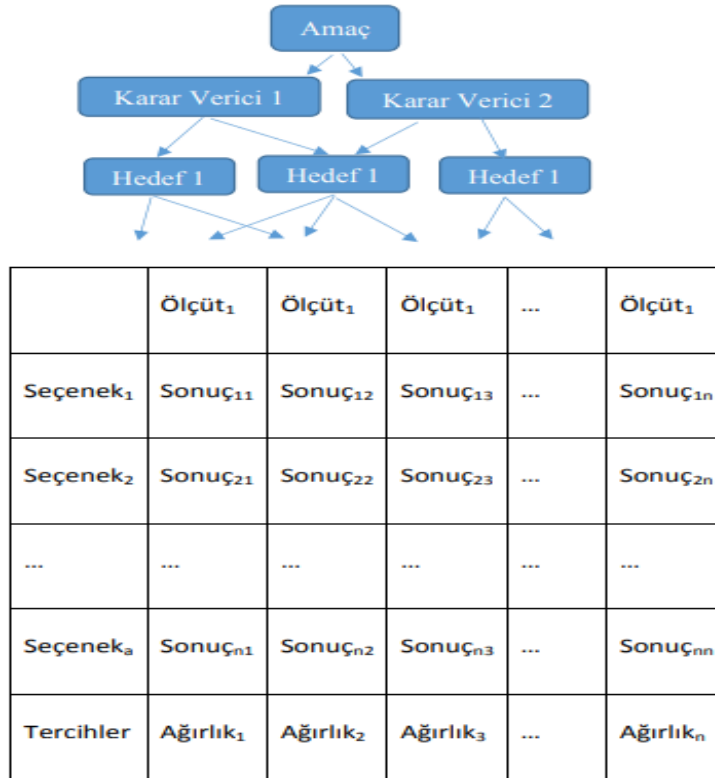 Amaç
Karar Verici 1 Karar Verici 2
Hedef 1 Hedef 1 Hedef 1
Ölçüt₁ Ölçüt₁ Ölçüt₁ ... Ölçüt₁
Seçenek₁ Sonuç₁₁ Sonuç₁₂ Sonuç₁₃ ... Sonuç₁ₙ
Seçenek₂ Sonuç₂₁ Sonuç₂₂ Sonuç₂₃ ... Sonuç₂ₙ
... ... ... ... ... ...
Seçenekₐ Sonuçₙ₁ Sonuçₙ₂ Sonuçₙ₃ ... Sonuçₙₙ
Tercihler Ağırlık₁ Ağırlık₂ Ağırlık₃ ... Ağırlıkₙ